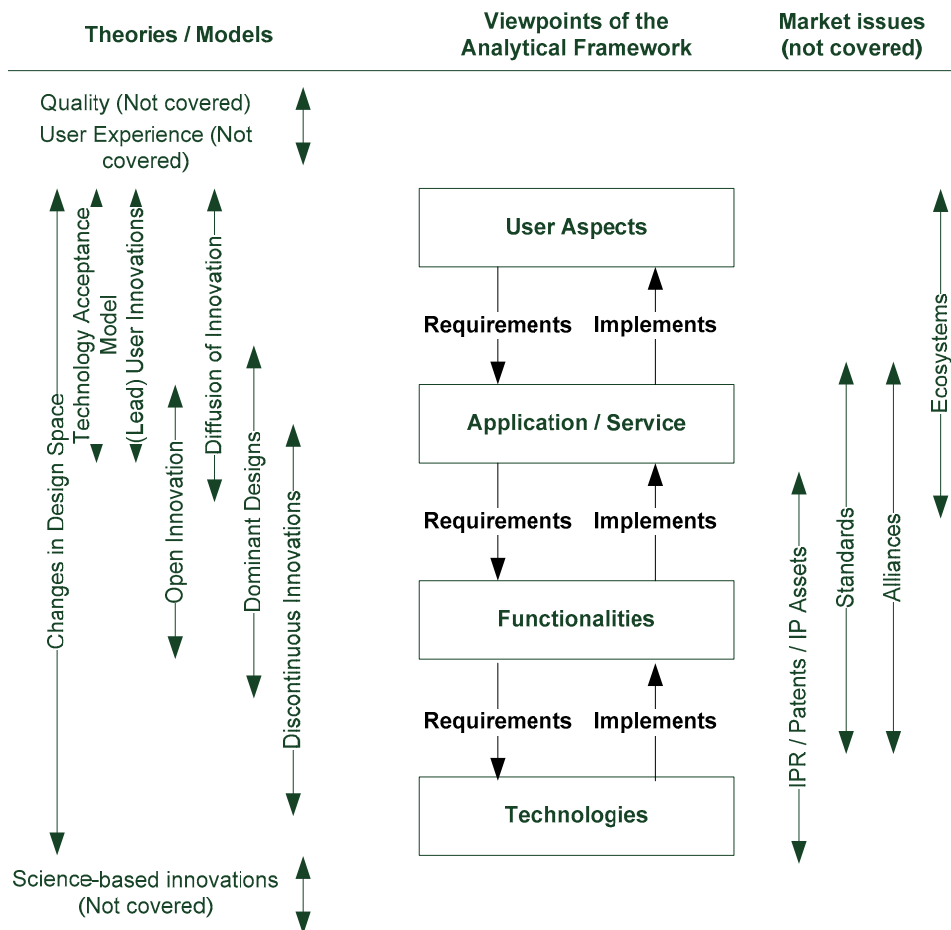 Theories / Models
Viewpoints of the
Analytical Framework
Market issues
(not covered)
Quality (Not covered)
User Experience (Not
covered)
Changes in Design Space
Technology Acceptance
Model
(Lead) User Innovations
Open Innovation
Diffusion of Innovation
Dominant Designs
Discontinuous Innovations
Science-based innovations
(Not covered)
User Aspects
Requirements
Implements
Application / Service
Requirements
Implements
Functionalities
Requirements
Implements
Technologies
IPR / Patents / IP Assets
Standards
Alliances
Ecosystems